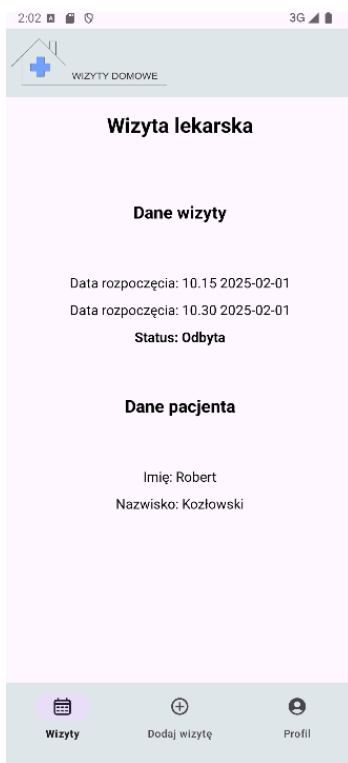 2:02
3G
WIZYTY DOMOWE
Wizyta lekarska
Dane wizyty
Data rozpoczęcia: 10.15 2025-02-01
Data rozpoczęcia: 10.30 2025-02-01
Status: Odbyta
Dane pacjenta
Imię: Robert
Nazwisko: Kozłowski
Wizyty
Dodaj wizytę
Profil